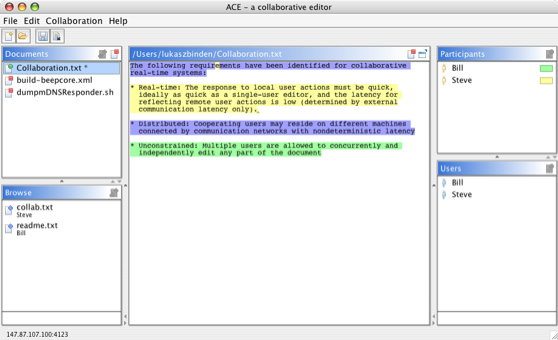 ACE - a collaborative editor
File Edit Collaboration Help
Documents
Collaboration.txt *
build-beepcore.xml
dumpmDNSResponder.sh
Browse
collab.txt
Steve
readme.txt
Bill
/Users/lukaszbinden/Collaboration.txt
The following requirements have been identified for collaborative
real-time systems:
* Real-time: The response to local user actions must be quick,
ideally as quick as a single-user editor, and the latency for
reflecting remote user actions is low (determined by external
communication latency only).
* Distributed: Cooperating users may reside on different machines
connected by communication networks with nondeterministic latency
* Unconstrained: Multiple users are allowed to concurrently and
independently edit any part of the document
Participants
Bill
Steve
Users
Bill
Steve
147.87.107.100:4123